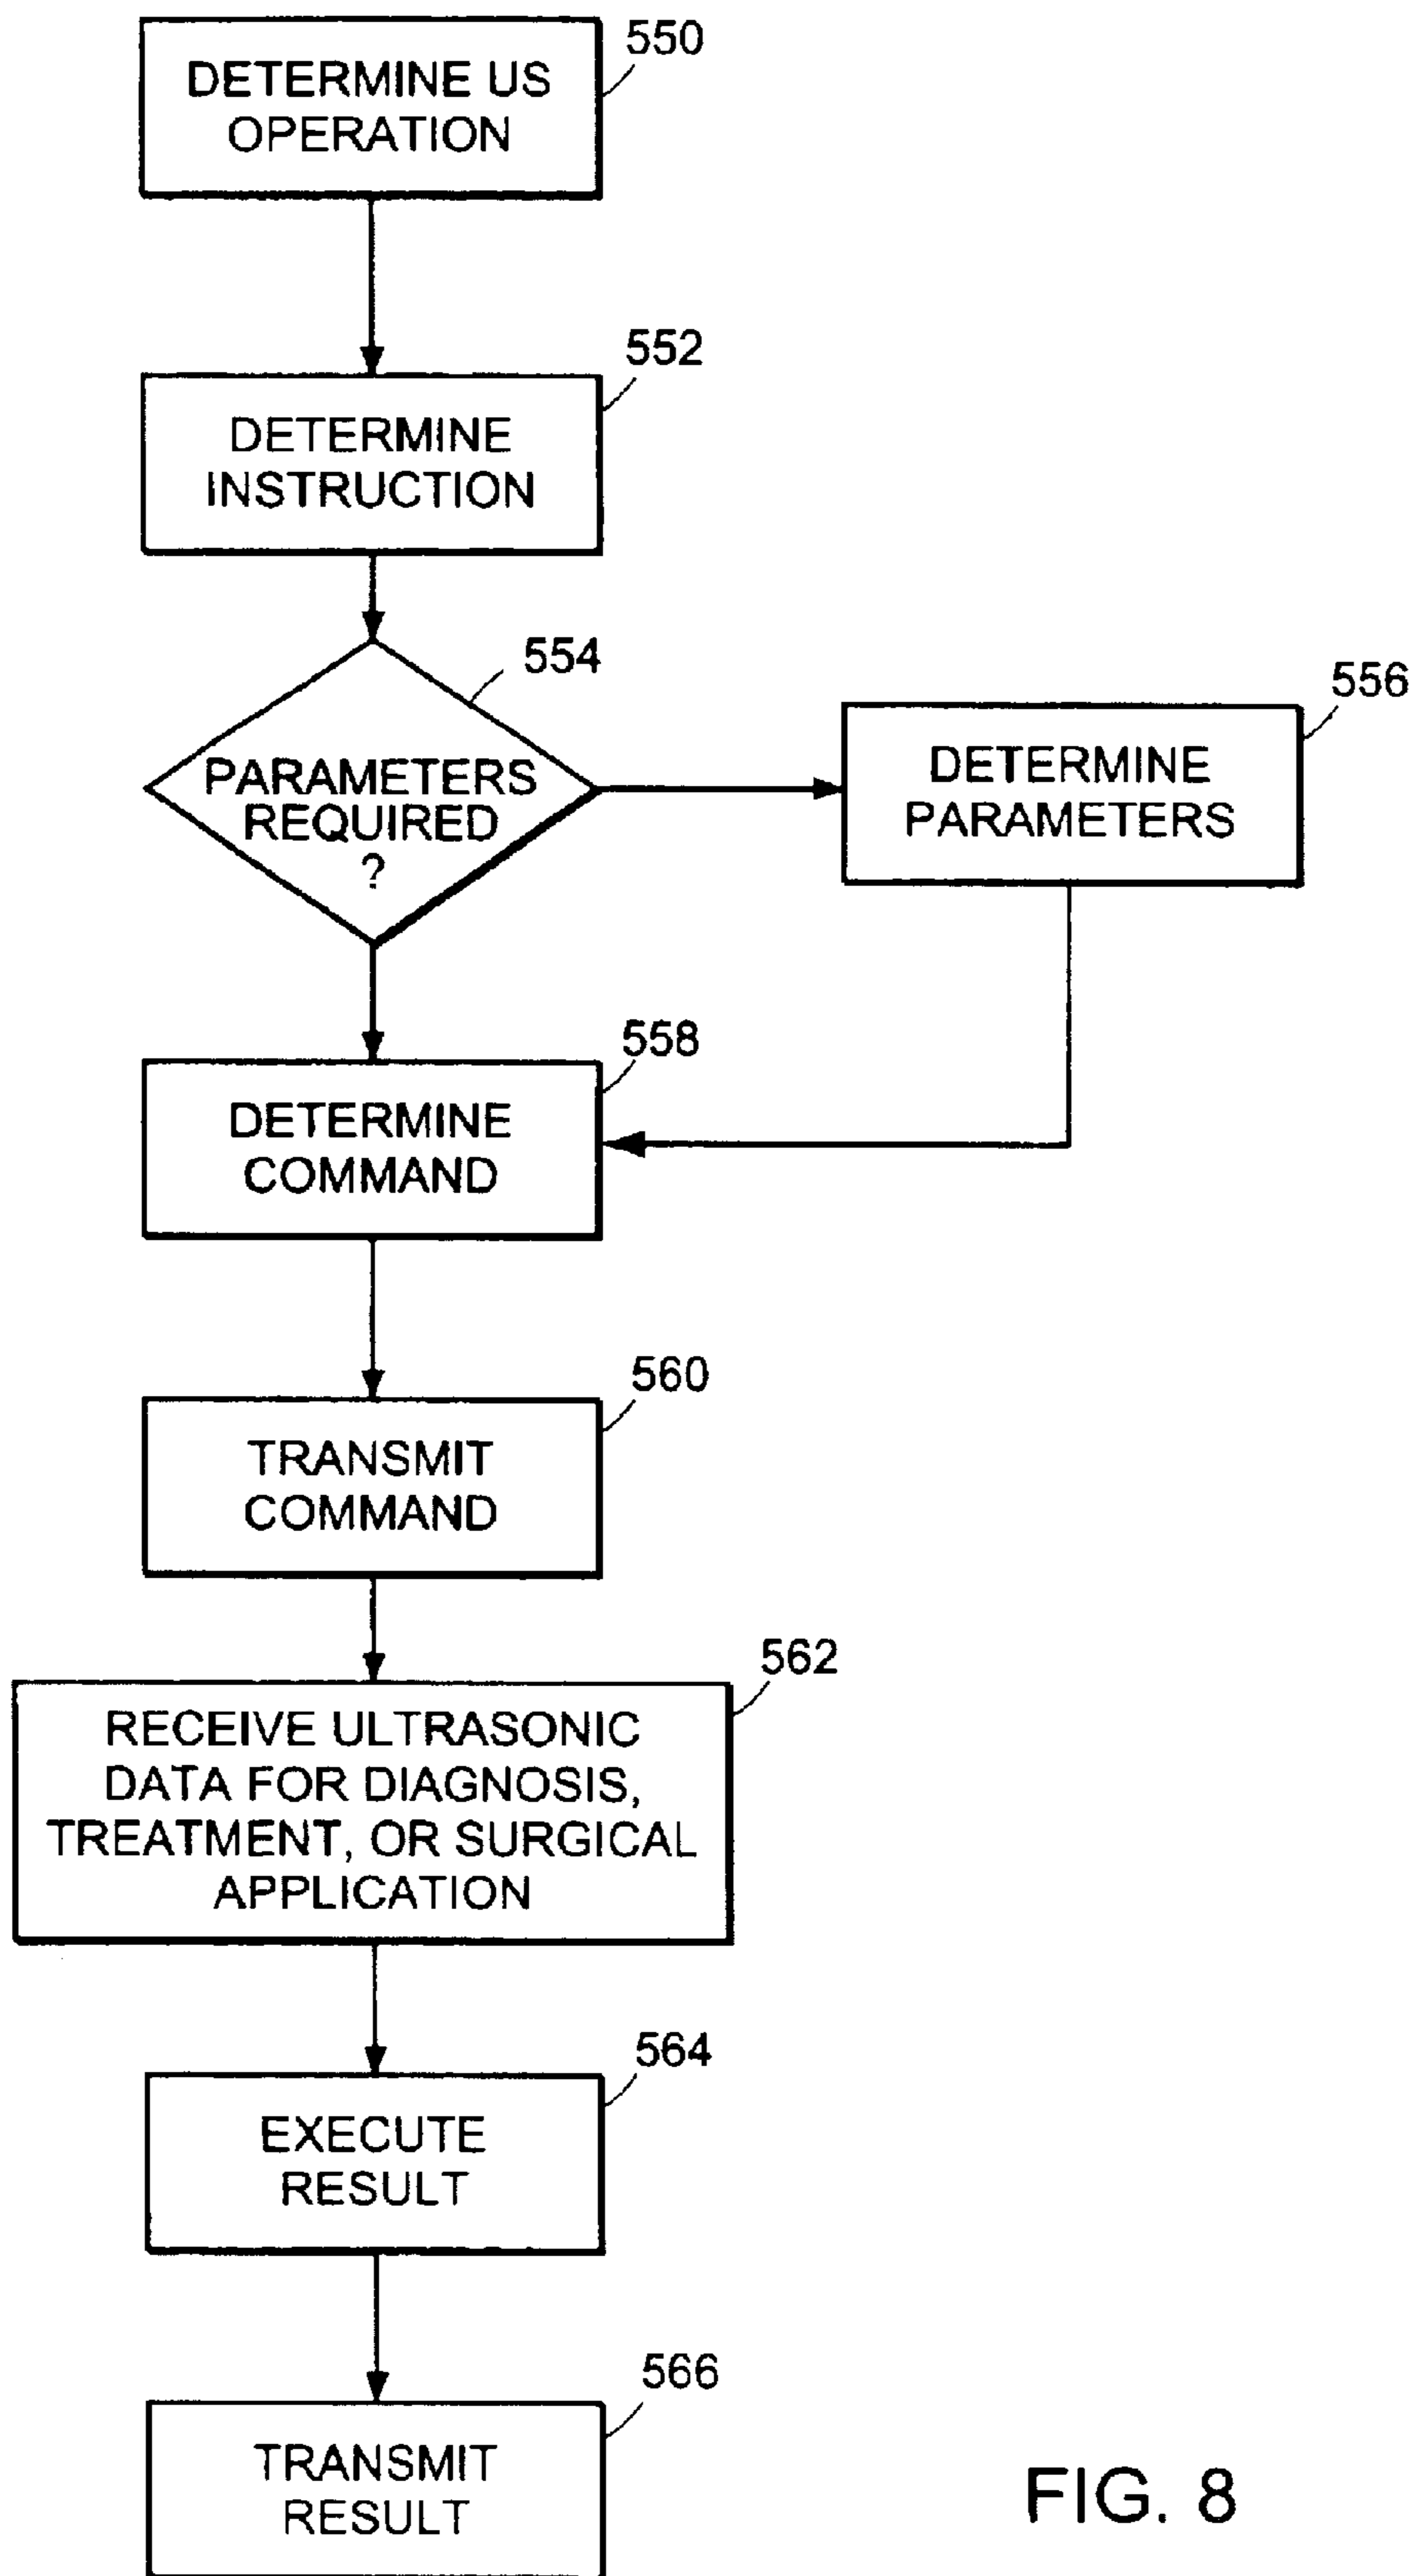 550
DETERMINE US
OPERATION
552
DETERMINE
INSTRUCTION
554
PARAMETERS
REQUIRED
?
556
DETERMINE
PARAMETERS
558
DETERMINE
COMMAND
560
TRANSMIT
COMMAND
562
RECEIVE ULTRASONIC
DATA FOR DIAGNOSIS,
TREATMENT, OR SURGICAL
APPLICATION
564
EXECUTE
RESULT
566
TRANSMIT
RESULT
FIG. 8